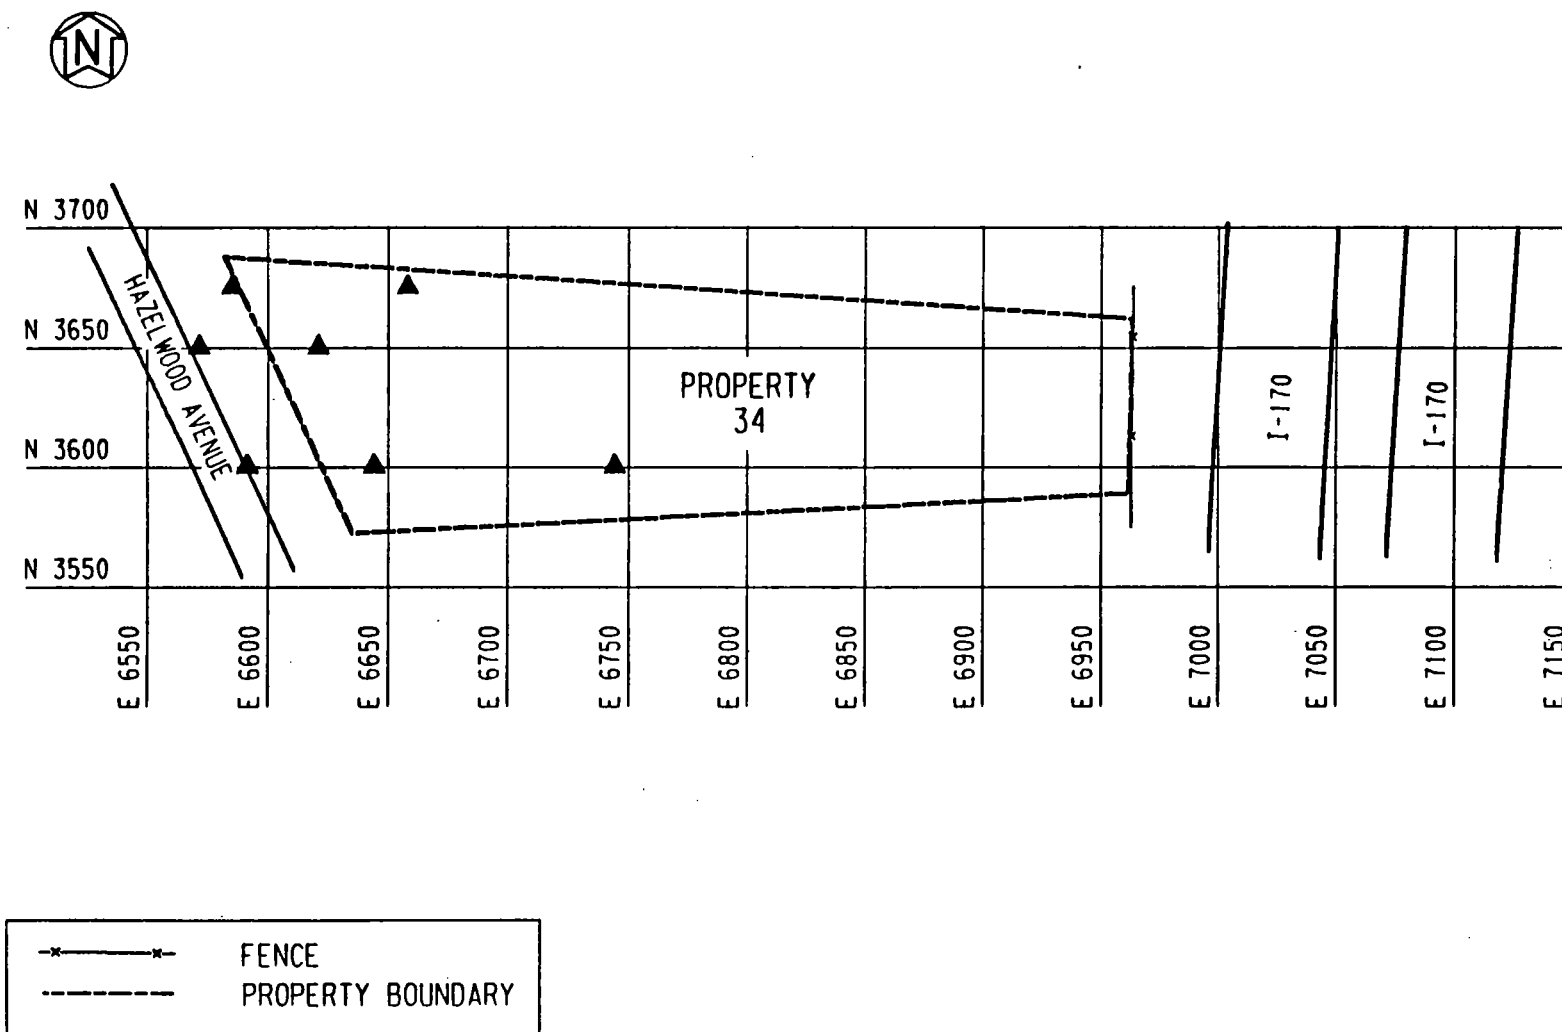 N
N 3700
HAZELWOOD AVENUE
N 3650
PROPERTY
34
I-170
I-170
N 3600
N 3550
E 6550
E 6600
E 6650
E 6700
E 6750
E 6800
E 6850
E 6900
E 6950
E 7000
E 7050
E 7100
E 7150
FENCE
PROPERTY BOUNDARY